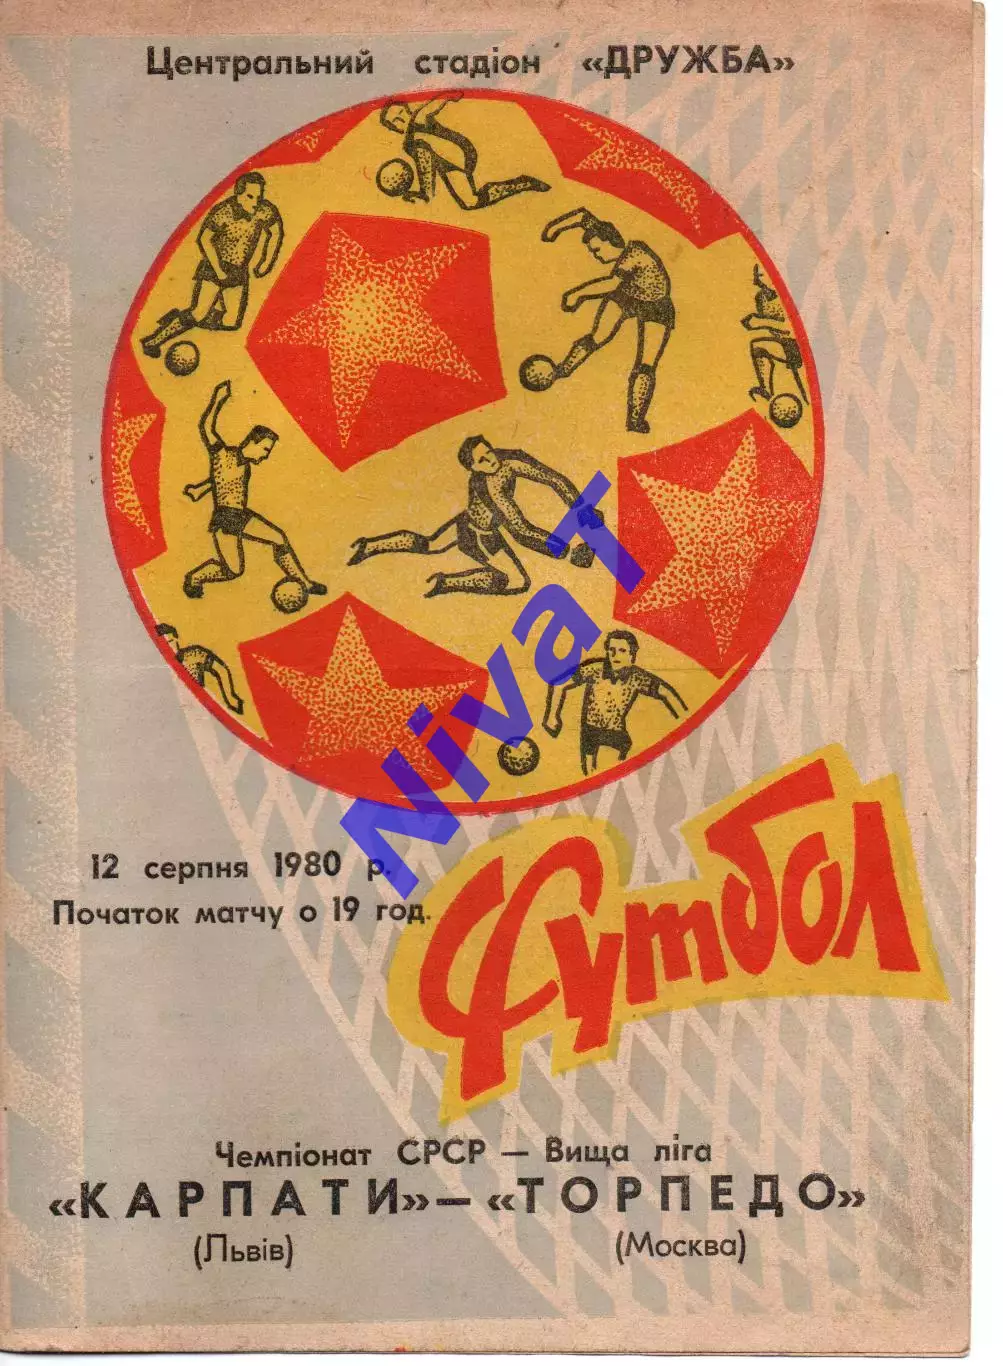 Центральний стадіон «ДРУЖБА»
NivaT
12 серпня 1980 р.
Початок матчу о 19 год.
Футбол
Чемпіонат СРСР — Вища ліга
«КАРПАТИ» — «ТОРПЕДО»
(Львів) (Москва)